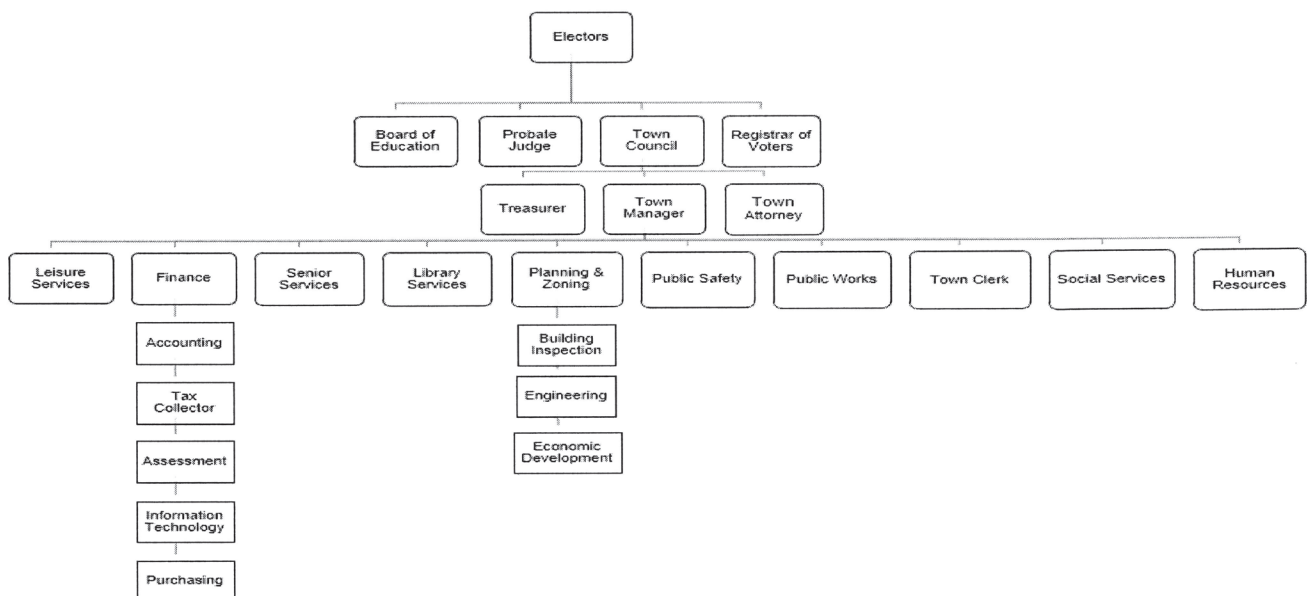 Electors
Board of
Education
Probate
Judge
Town
Council
Registrar of
Voters
Treasurer
Town
Manager
Town
Attorney
Leisure
Services
Finance
Senior
Services
Library
Services
Planning &
Zoning
Public Safety
Public Works
Town Clerk
Social Services
Human
Resources
Accounting
Tax
Collector
Assessment
Information
Technology
Purchasing
Building
Inspection
Engineering
Economic
Development